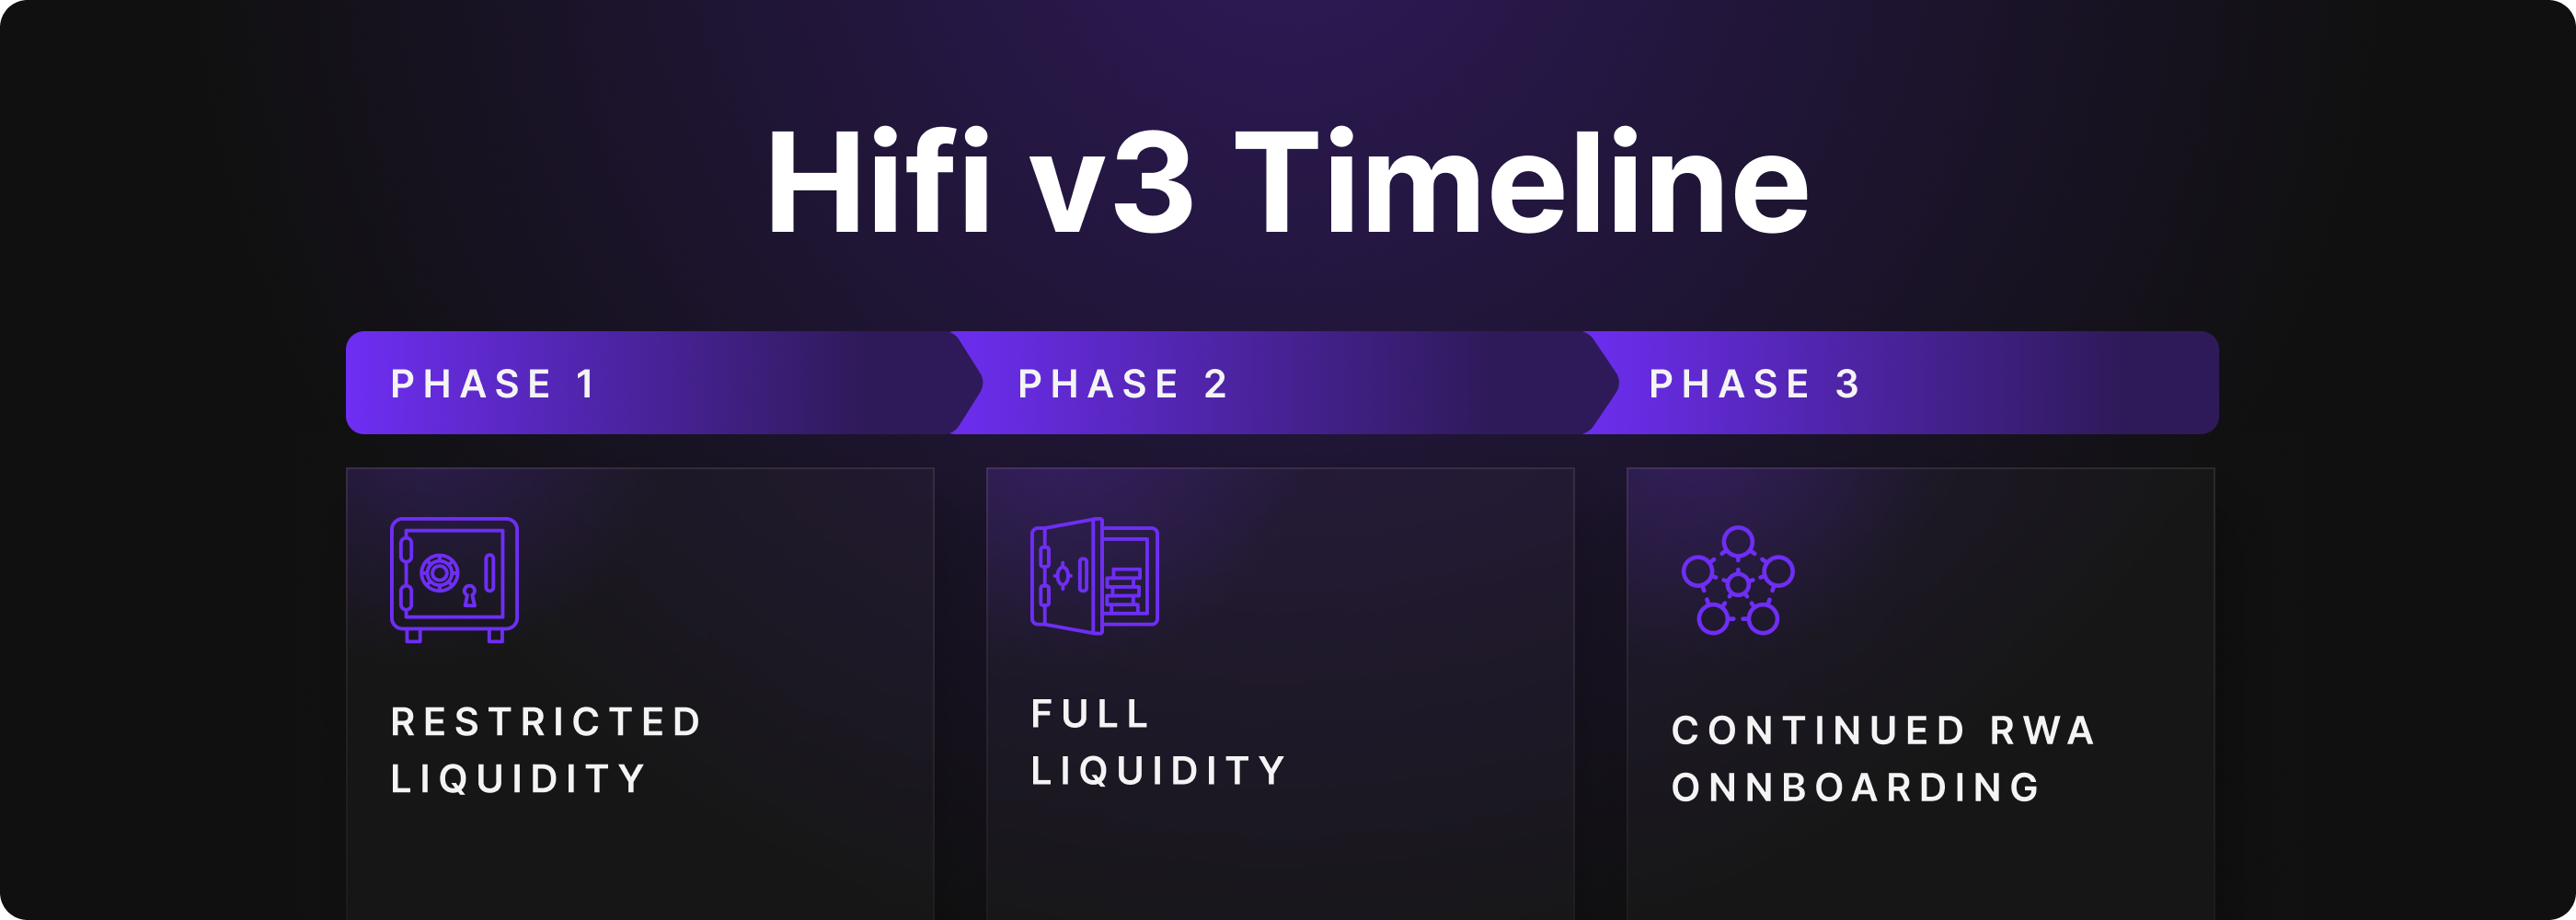 Hifi v3 Timeline
PHASE 1
PHASE 2
PHASE 3
RESTRICTED
LIQUIDITY
FULL
LIQUIDITY
CONTINUED RWA
ONNBOARDING